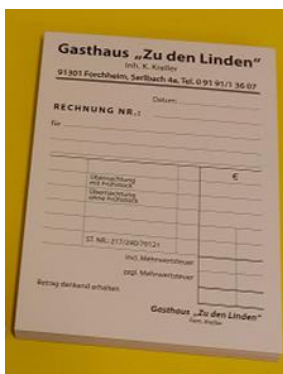 Gasthaus „Zu den Linden"
Inh. K. Kreller
91301 Forchheim, Serlbach 4a, Tel. 0 91 91/1 36 07
Datum:
RECHNUNG NR.:
für
€
Übernachtung
mit Frühstück
Übernachtung
ohne Frühstück
ST. NR.: 217/240/70121
incl. Mehrwertsteuer
zzgl. Mehrwertsteuer
Betrag dankend erhalten
Gasthaus „Zu den Linden"
Fam. Kreller